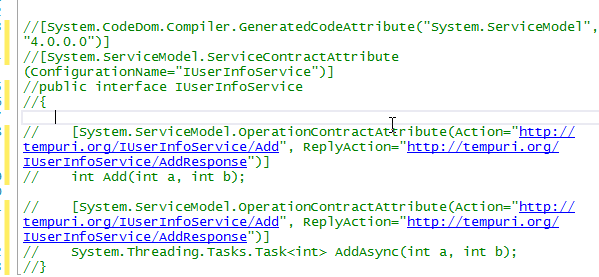 //[System.CodeDom.Compiler.GeneratedCodeAttribute("System.ServiceModel",
"4.0.0.0")]
//[System.ServiceModel.ServiceContractAttribute
(ConfigurationName="IUserInfoService")]
//public interface IUserInfoService
//{
//    [System.ServiceModel.OperationContractAttribute(Action="http://
tempuri.org/IUserInfoService/Add", ReplyAction="http://tempuri.org/
IUserInfoService/AddResponse")]
//    int Add(int a, int b);
//    [System.ServiceModel.OperationContractAttribute(Action="http://
tempuri.org/IUserInfoService/Add", ReplyAction="http://tempuri.org/
IUserInfoService/AddResponse")]
//    System.Threading.Tasks.Task<int> AddAsync(int a, int b);
//}